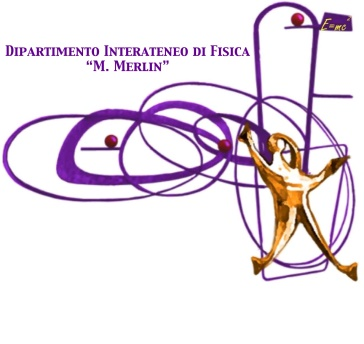 Dipartimento Interateneo di Fisica
“M. Merlin”
E=mc²